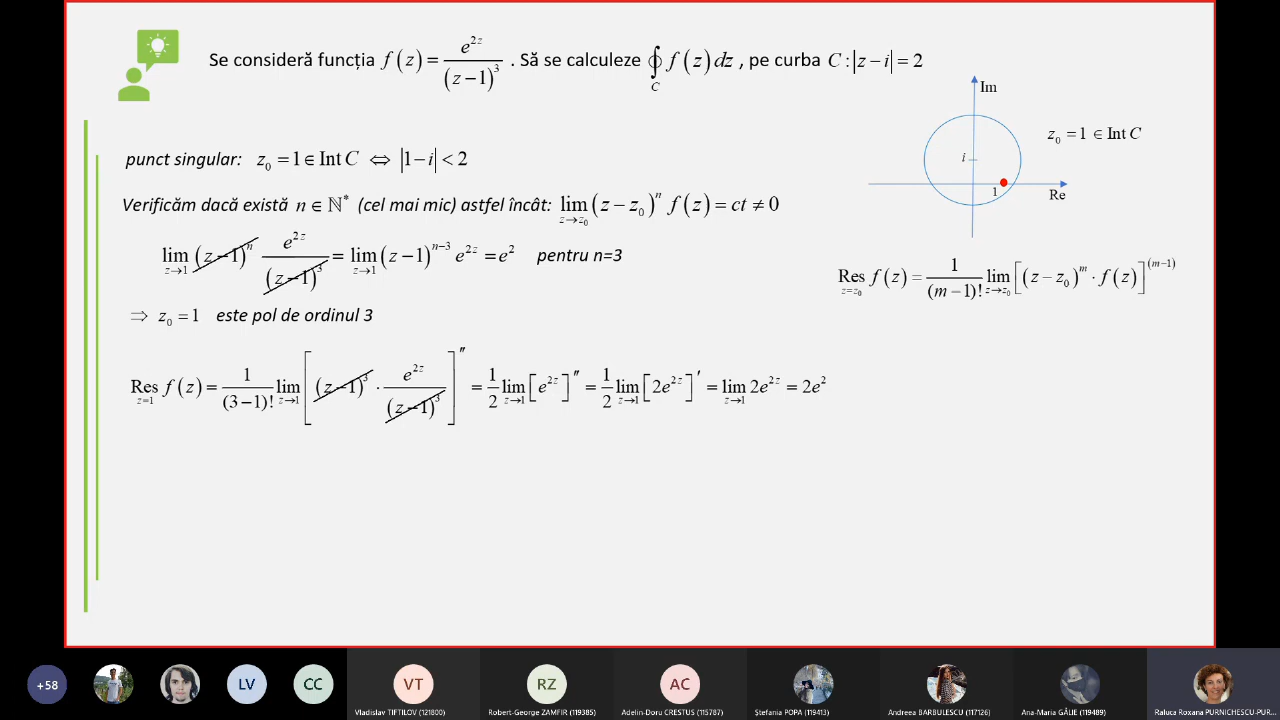 Se consideră funcția f(z) = e^{2z}/(z−1)^3 . Să se calculeze ∮_C f(z)dz , pe curba C : |z−i| = 2
Im
z_0 = 1 ∈ Int C
i
1
Re
punct singular: z_0 = 1 ∈ Int C ⇔ |1−i| < 2
Verificăm dacă există n ∈ ℕ* (cel mai mic) astfel încât: lim_{z→z_0} (z − z_0)^n f(z) = ct ≠ 0
lim_{z→1} (z−1)^n e^{2z}/(z−1)^3 = lim_{z→1} (z−1)^{n−3} e^{2z} = e^2 pentru n=3
Res_{z=z_0} f(z) = 1/(m−1)! lim_{z→z_0} [(z−z_0)^m · f(z)]^{(m−1)}
⇒ z_0 = 1 este pol de ordinul 3
Res_{z=1} f(z) = 1/(3−1)! lim_{z→1} [(z−1)^3 · e^{2z}/(z−1)^3]″ = 1/2 lim_{z→1} [e^{2z}]″ = 1/2 lim_{z→1} [2e^{2z}]′ = lim_{z→1} 2e^{2z} = 2e^2
+58
LV
CC
VT
RZ
AC
Vladislav TIFTILOV (121800)
Robert-George ZAMFIR (119385)
Adelin-Doru CRESTUS (115787)
Ștefania POPA (119413)
Andreea BARBULESCU (117126)
Ana-Maria GÂLIE (119489)
Raluca Roxana PURNICHESCU-PUR...